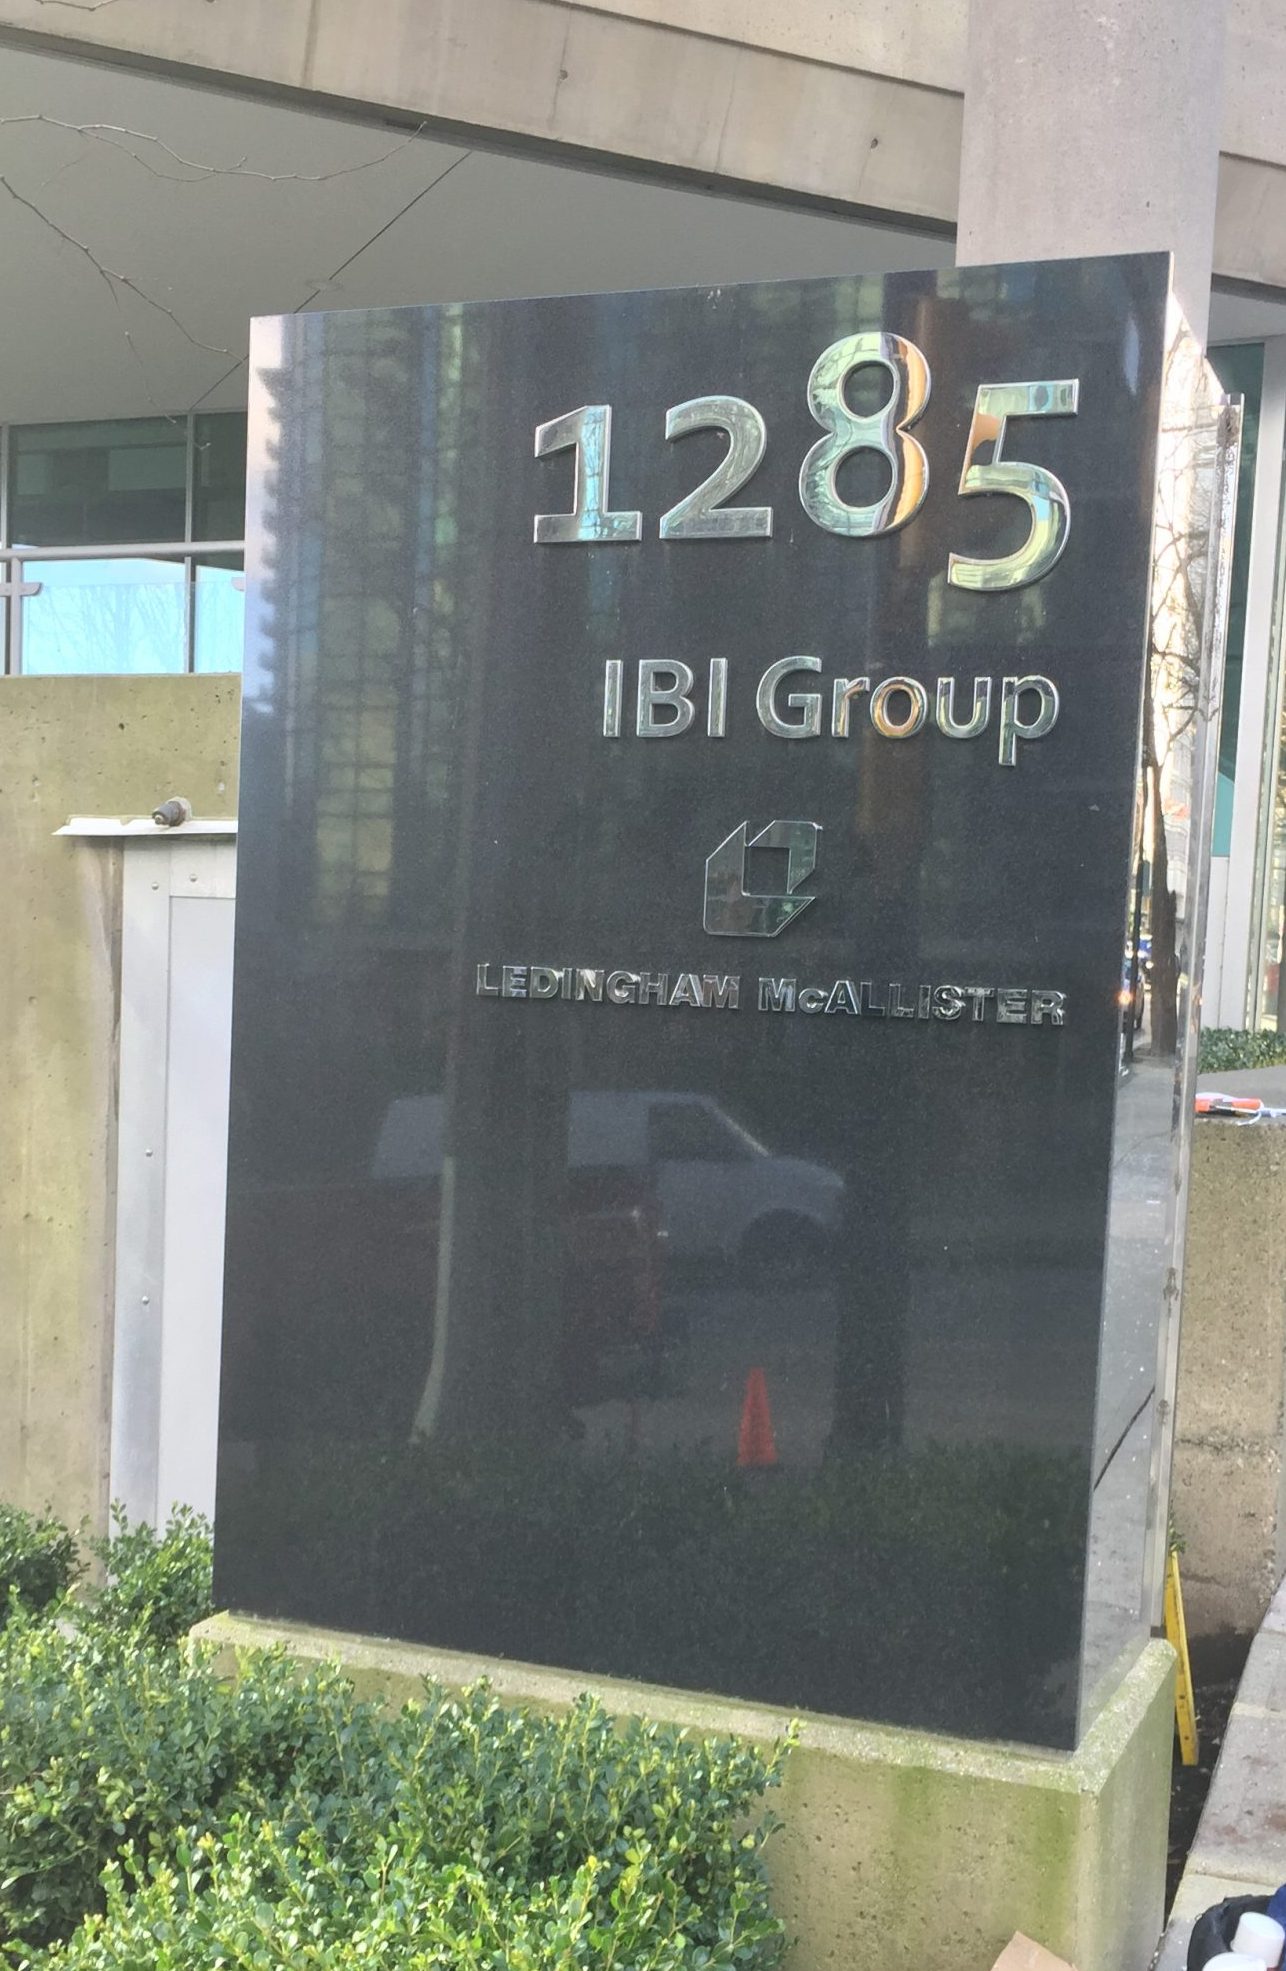 1285
IBI Group
LEDINGHAM McALLISTER